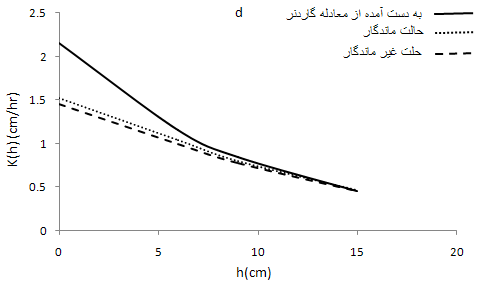 d
به دست آمده از معادله گاردنر
حالت ماندگار
حلت غیر ماندگار
K(h) (cm/hr)
2.5
2
1.5
1
0.5
0
0
5
10
15
20
h(cm)